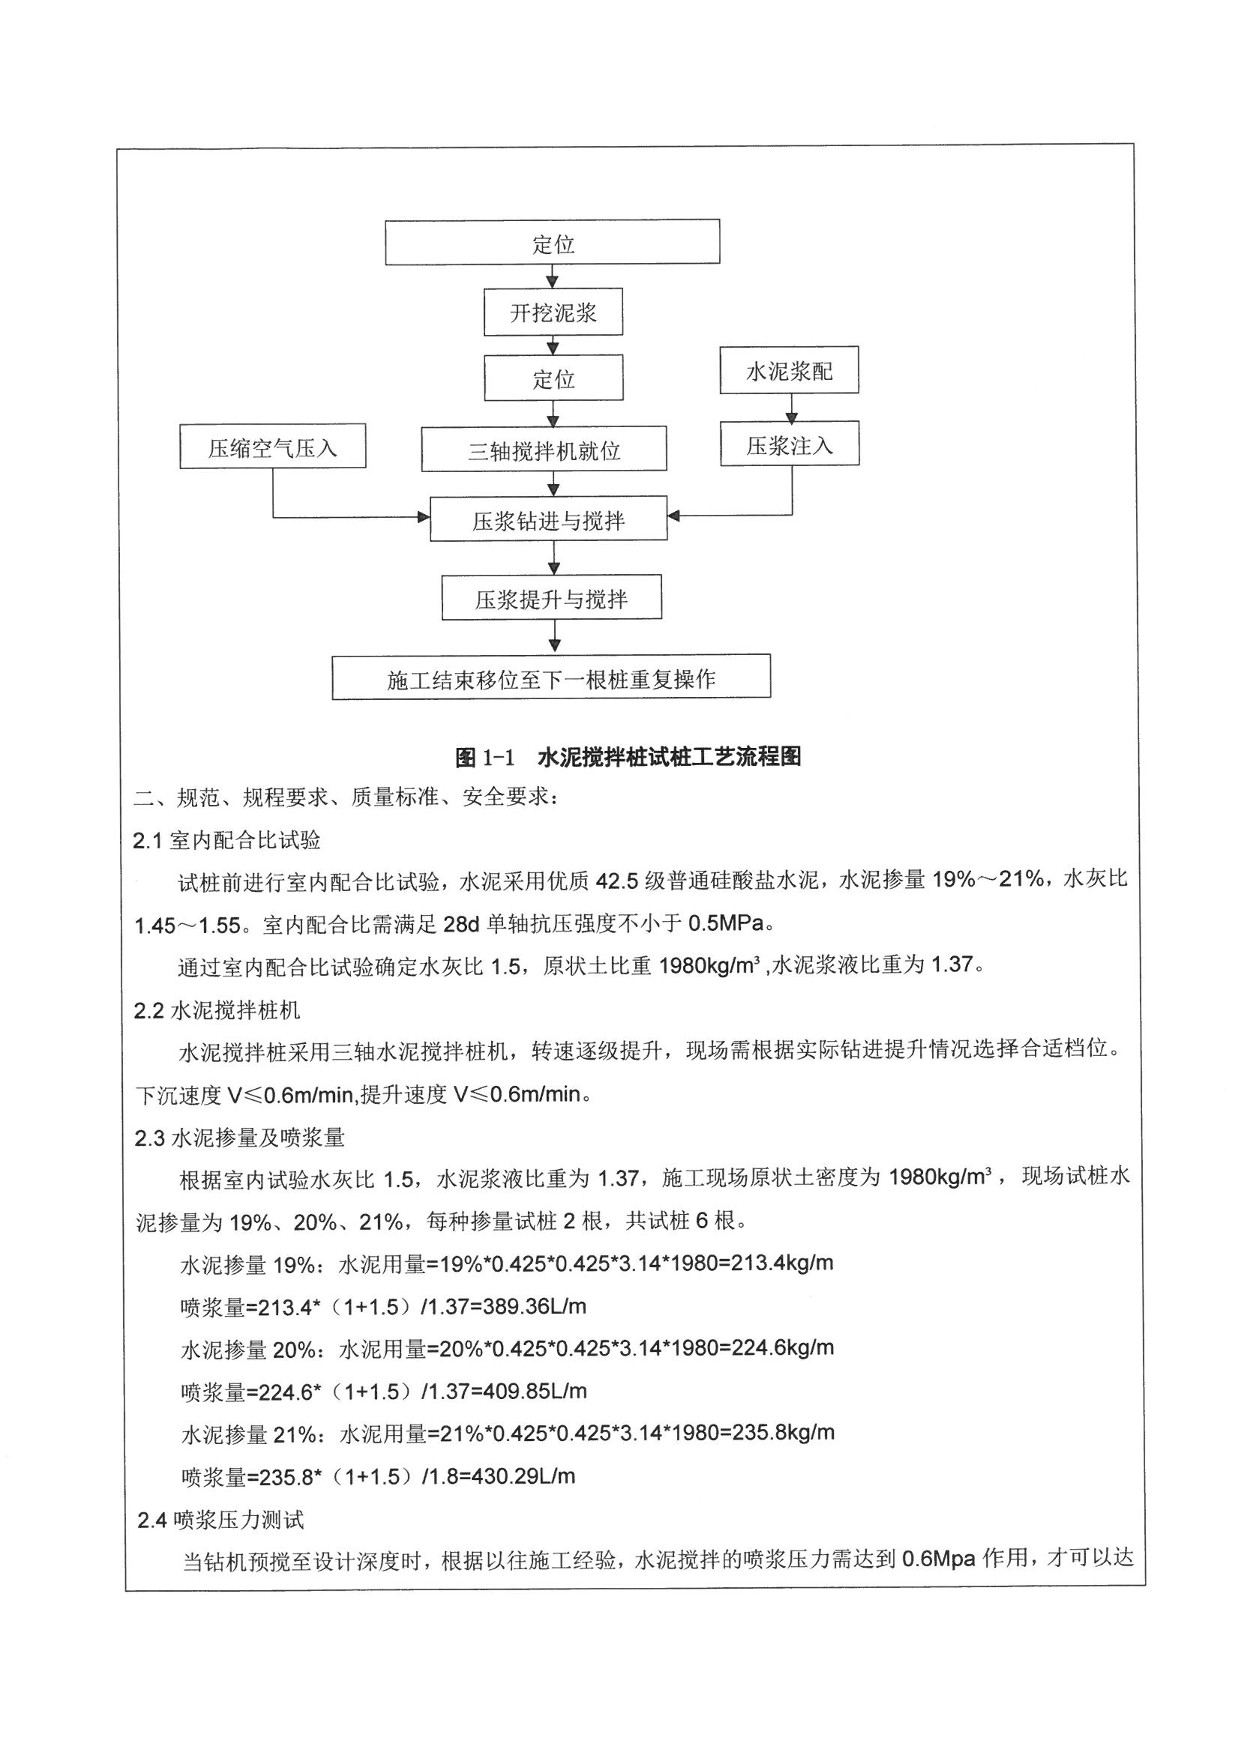 定位
开挖泥浆
定位
水泥浆配
压缩空气压入
三轴搅拌机就位
压浆注入
压浆钻进与搅拌
压浆提升与搅拌
施工结束移位至下一根桩重复操作
图 1-1 水泥搅拌桩试桩工艺流程图
二、规范、规程要求、质量标准、安全要求：
2.1 室内配合比试验
试桩前进行室内配合比试验，水泥采用优质 42.5 级普通硅酸盐水泥，水泥掺量 19%～21%，水灰比
1.45～1.55。室内配合比需满足 28d 单轴抗压强度不小于 0.5MPa。
通过室内配合比试验确定水灰比 1.5，原状土比重 1980kg/m³ ,水泥浆液比重为 1.37。
2.2 水泥搅拌桩机
水泥搅拌桩采用三轴水泥搅拌桩机，转速逐级提升，现场需根据实际钻进提升情况选择合适档位。
下沉速度 V≤0.6m/min,提升速度 V≤0.6m/min。
2.3 水泥掺量及喷浆量
根据室内试验水灰比 1.5，水泥浆液比重为 1.37，施工现场原状土密度为 1980kg/m³ ，现场试桩水
泥掺量为 19%、20%、21%，每种掺量试桩 2 根，共试桩 6 根。
水泥掺量 19%：水泥用量=19%*0.425*0.425*3.14*1980=213.4kg/m
喷浆量=213.4*（1+1.5）/1.37=389.36L/m
水泥掺量 20%：水泥用量=20%*0.425*0.425*3.14*1980=224.6kg/m
喷浆量=224.6*（1+1.5）/1.37=409.85L/m
水泥掺量 21%：水泥用量=21%*0.425*0.425*3.14*1980=235.8kg/m
喷浆量=235.8*（1+1.5）/1.8=430.29L/m
2.4 喷浆压力测试
当钻机预搅至设计深度时，根据以往施工经验，水泥搅拌的喷浆压力需达到 0.6Mpa 作用，才可以达